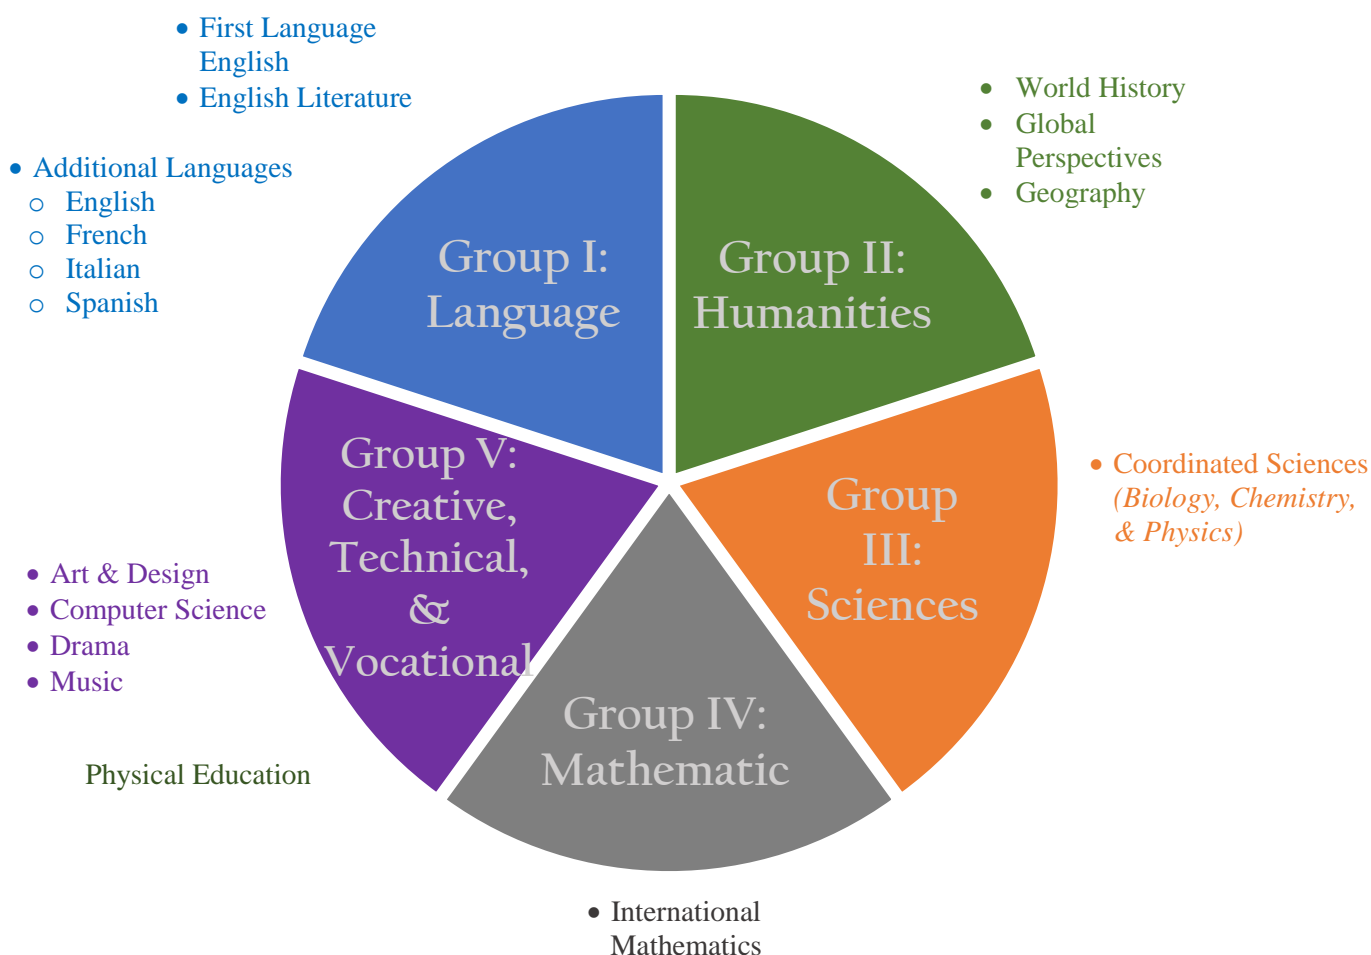 • First Language
English
• English Literature
• Additional Languages
o English
o French
o Italian
o Spanish
Group I:
Language
• World History
• Global
Perspectives
• Geography
Group II:
Humanities
Group
III:
Sciences
• Coordinated Sciences
(Biology, Chemistry,
& Physics)
Group V:
Creative,
Technical,
&
Vocational
• Art & Design
• Computer Science
• Drama
• Music
Physical Education
Group IV:
Mathematic
• International
Mathematics